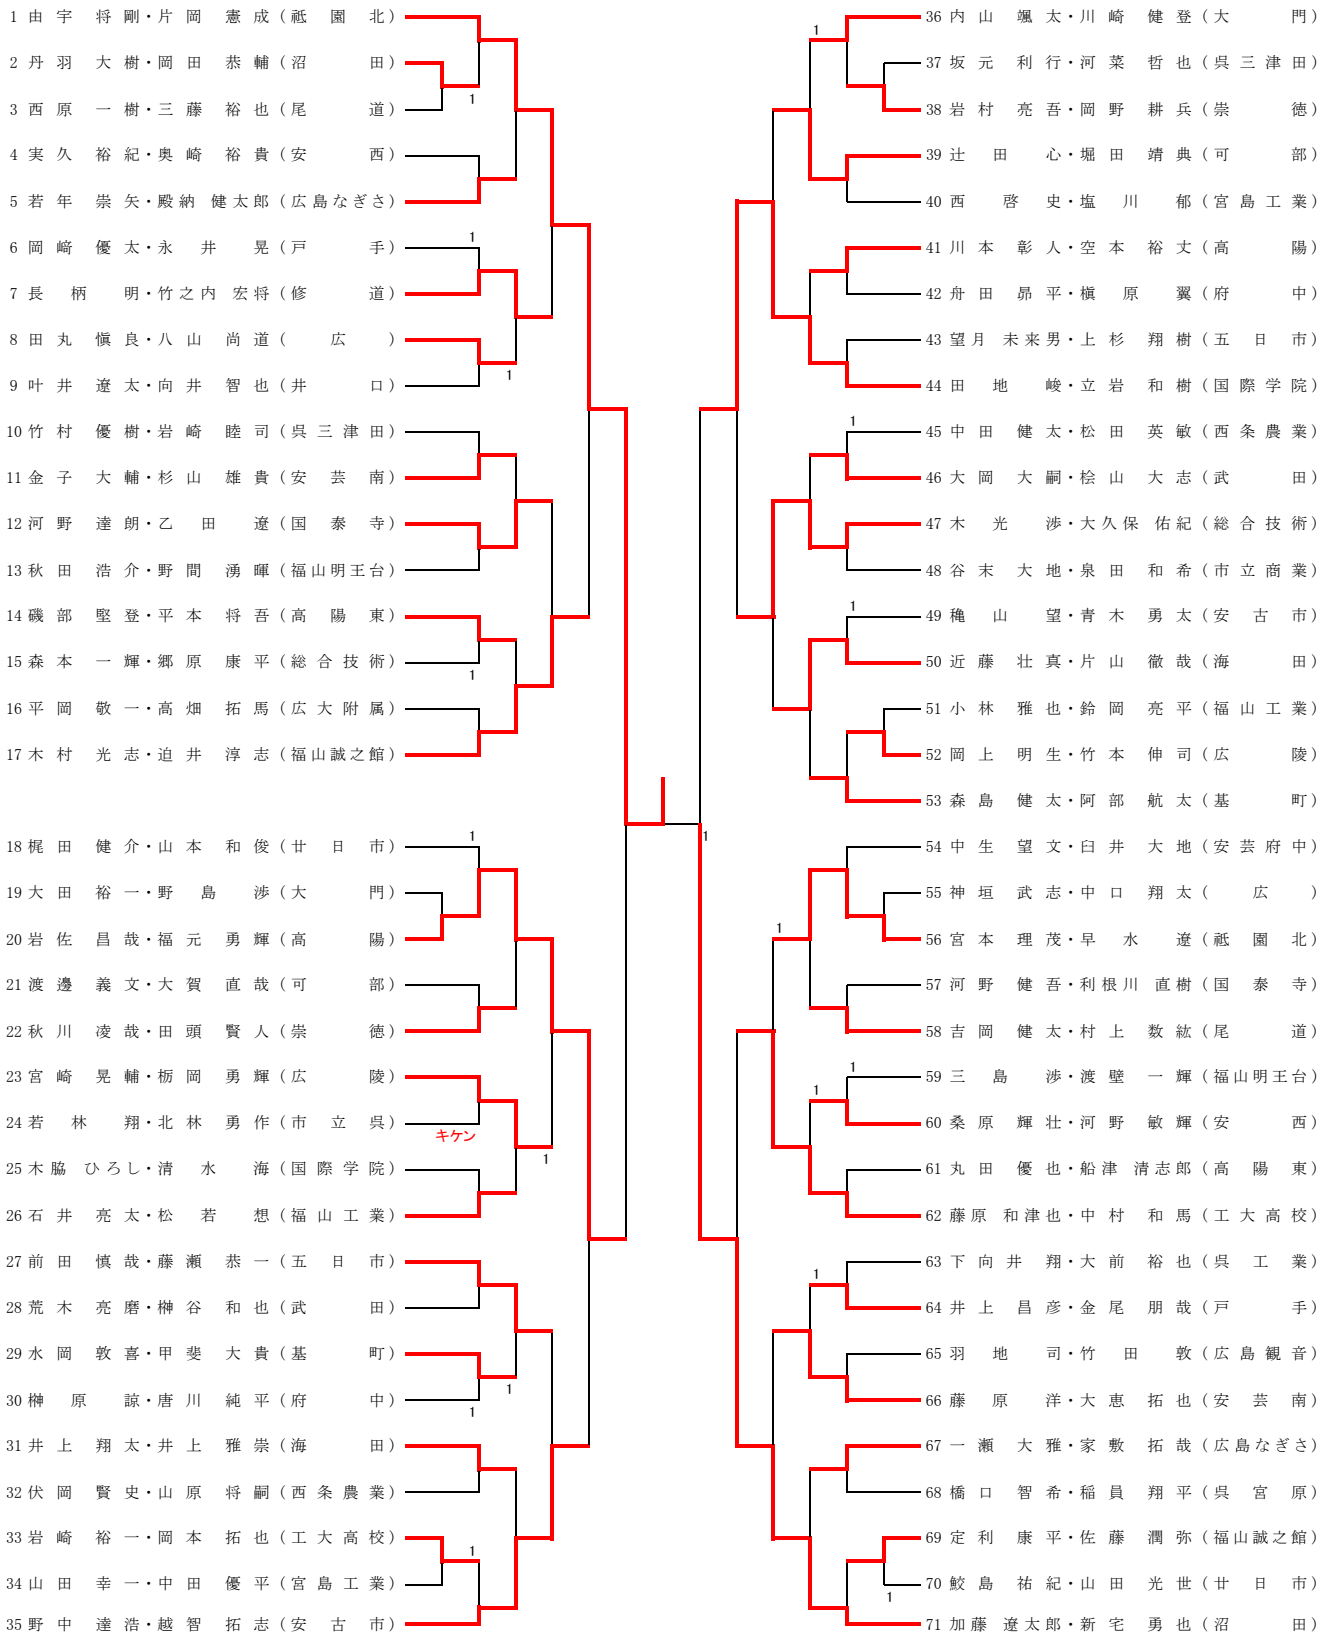 1 由宇 将剛・片岡 憲成(祗園北)
2 丹羽 大樹・岡田 恭輔(沼田)
3 西原 一樹・三藤 裕也(尾道)
4 実久 裕紀・奥崎 裕貴(安西)
5 若年 崇矢・殿納 健太郎(広島なぎさ)
6 岡﨑 優太・永井 晃(戸手)
1
7 長柄 明・竹之内 宏将(修道)
8 田丸 愼良・八山 尚道(広)
9 叶井 遼太・向井 智也(井口)
1
10 竹村 優樹・岩崎 睦司(呉三津田)
11 金子 大輔・杉山 雄貴(安芸南)
12 河野 達朗・乙田 遼(国泰寺)
13 秋田 浩介・野間 湧暉(福山明王台)
14 磯部 堅登・平本 将吾(高陽東)
15 森本 一輝・郷原 康平(総合技術)
1
16 平岡 敬一・高畑 拓馬(広大附属)
17 木村 光志・迫井 淳志(福山誠之館)
18 梶田 健介・山本 和俊(廿日市)
1
19 大田 裕一・野島 渉(大門)
20 岩佐 昌哉・福元 勇輝(高陽)
21 渡邊 義文・大賀 直哉(可部)
22 秋川 凌哉・田頭 賢人(崇徳)
23 宮崎 晃輔・栃岡 勇輝(広陵)
24 若林 翔・北林 勇作(市立呉)
キケン
1
25 木脇 ひろし・清水 海(国際学院)
26 石井 亮太・松若 想(福山工業)
27 前田 慎哉・藤瀬 恭一(五日市)
28 荒木 亮磨・榊谷 和也(武田)
29 水岡 敦喜・甲斐 大貴(基町)
1
30 榊原 諒・唐川 純平(府中)
1
31 井上 翔太・井上 雅崇(海田)
32 伏岡 賢史・山原 将嗣(西条農業)
33 岩崎 裕一・岡本 拓也(工大高校)
1
34 山田 幸一・中田 優平(宮島工業)
35 野中 達浩・越智 拓志(安古市)
1
1
36 内山 颯太・川崎 健登(大門)
1
37 坂元 利行・河菜 哲也(呉三津田)
38 岩村 亮吾・岡野 耕兵(崇徳)
39 辻田 心・堀田 靖典(可部)
40 西 啓史・塩川 郁(宮島工業)
41 川本 彰人・空本 裕丈(高陽)
42 舟田 昴平・槇原 翼(府中)
43 望月 未来男・上杉 翔樹(五日市)
44 田地 峻・立岩 和樹(国際学院)
1
45 中田 健太・松田 英敏(西条農業)
46 大岡 大嗣・桧山 大志(武田)
47 木光 渉・大久保 佑紀(総合技術)
48 谷末 大地・泉田 和希(市立商業)
1
49 穐山 望・青木 勇太(安古市)
50 近藤 壮真・片山 徹哉(海田)
51 小林 雅也・鈴岡 亮平(福山工業)
52 岡上 明生・竹本 伸司(広陵)
53 森島 健太・阿部 航太(基町)
54 中生 望文・臼井 大地(安芸府中)
55 神垣 武志・中口 翔太(広)
1
56 宮本 理茂・早水 遼(祗園北)
57 河野 健吾・利根川 直樹(国泰寺)
58 吉岡 健太・村上 数紘(尾道)
1
59 三島 渉・渡壁 一輝(福山明王台)
1
60 桑原 輝壮・河野 敏輝(安西)
61 丸田 優也・船津 清志郎(高陽東)
62 藤原 和津也・中村 和馬(工大高校)
63 下向井 翔・大前 裕也(呉工業)
1
64 井上 昌彦・金尾 朋哉(戸手)
65 羽地 司・竹田 敦(広島観音)
66 藤原 洋・大恵 拓也(安芸南)
67 一瀬 大雅・家敷 拓哉(広島なぎさ)
68 橋口 智希・稲員 翔平(呉宮原)
69 定利 康平・佐藤 潤弥(福山誠之館)
70 鮫島 祐紀・山田 光世(廿日市)
1
71 加藤 遼太郎・新宅 勇也(沼田)